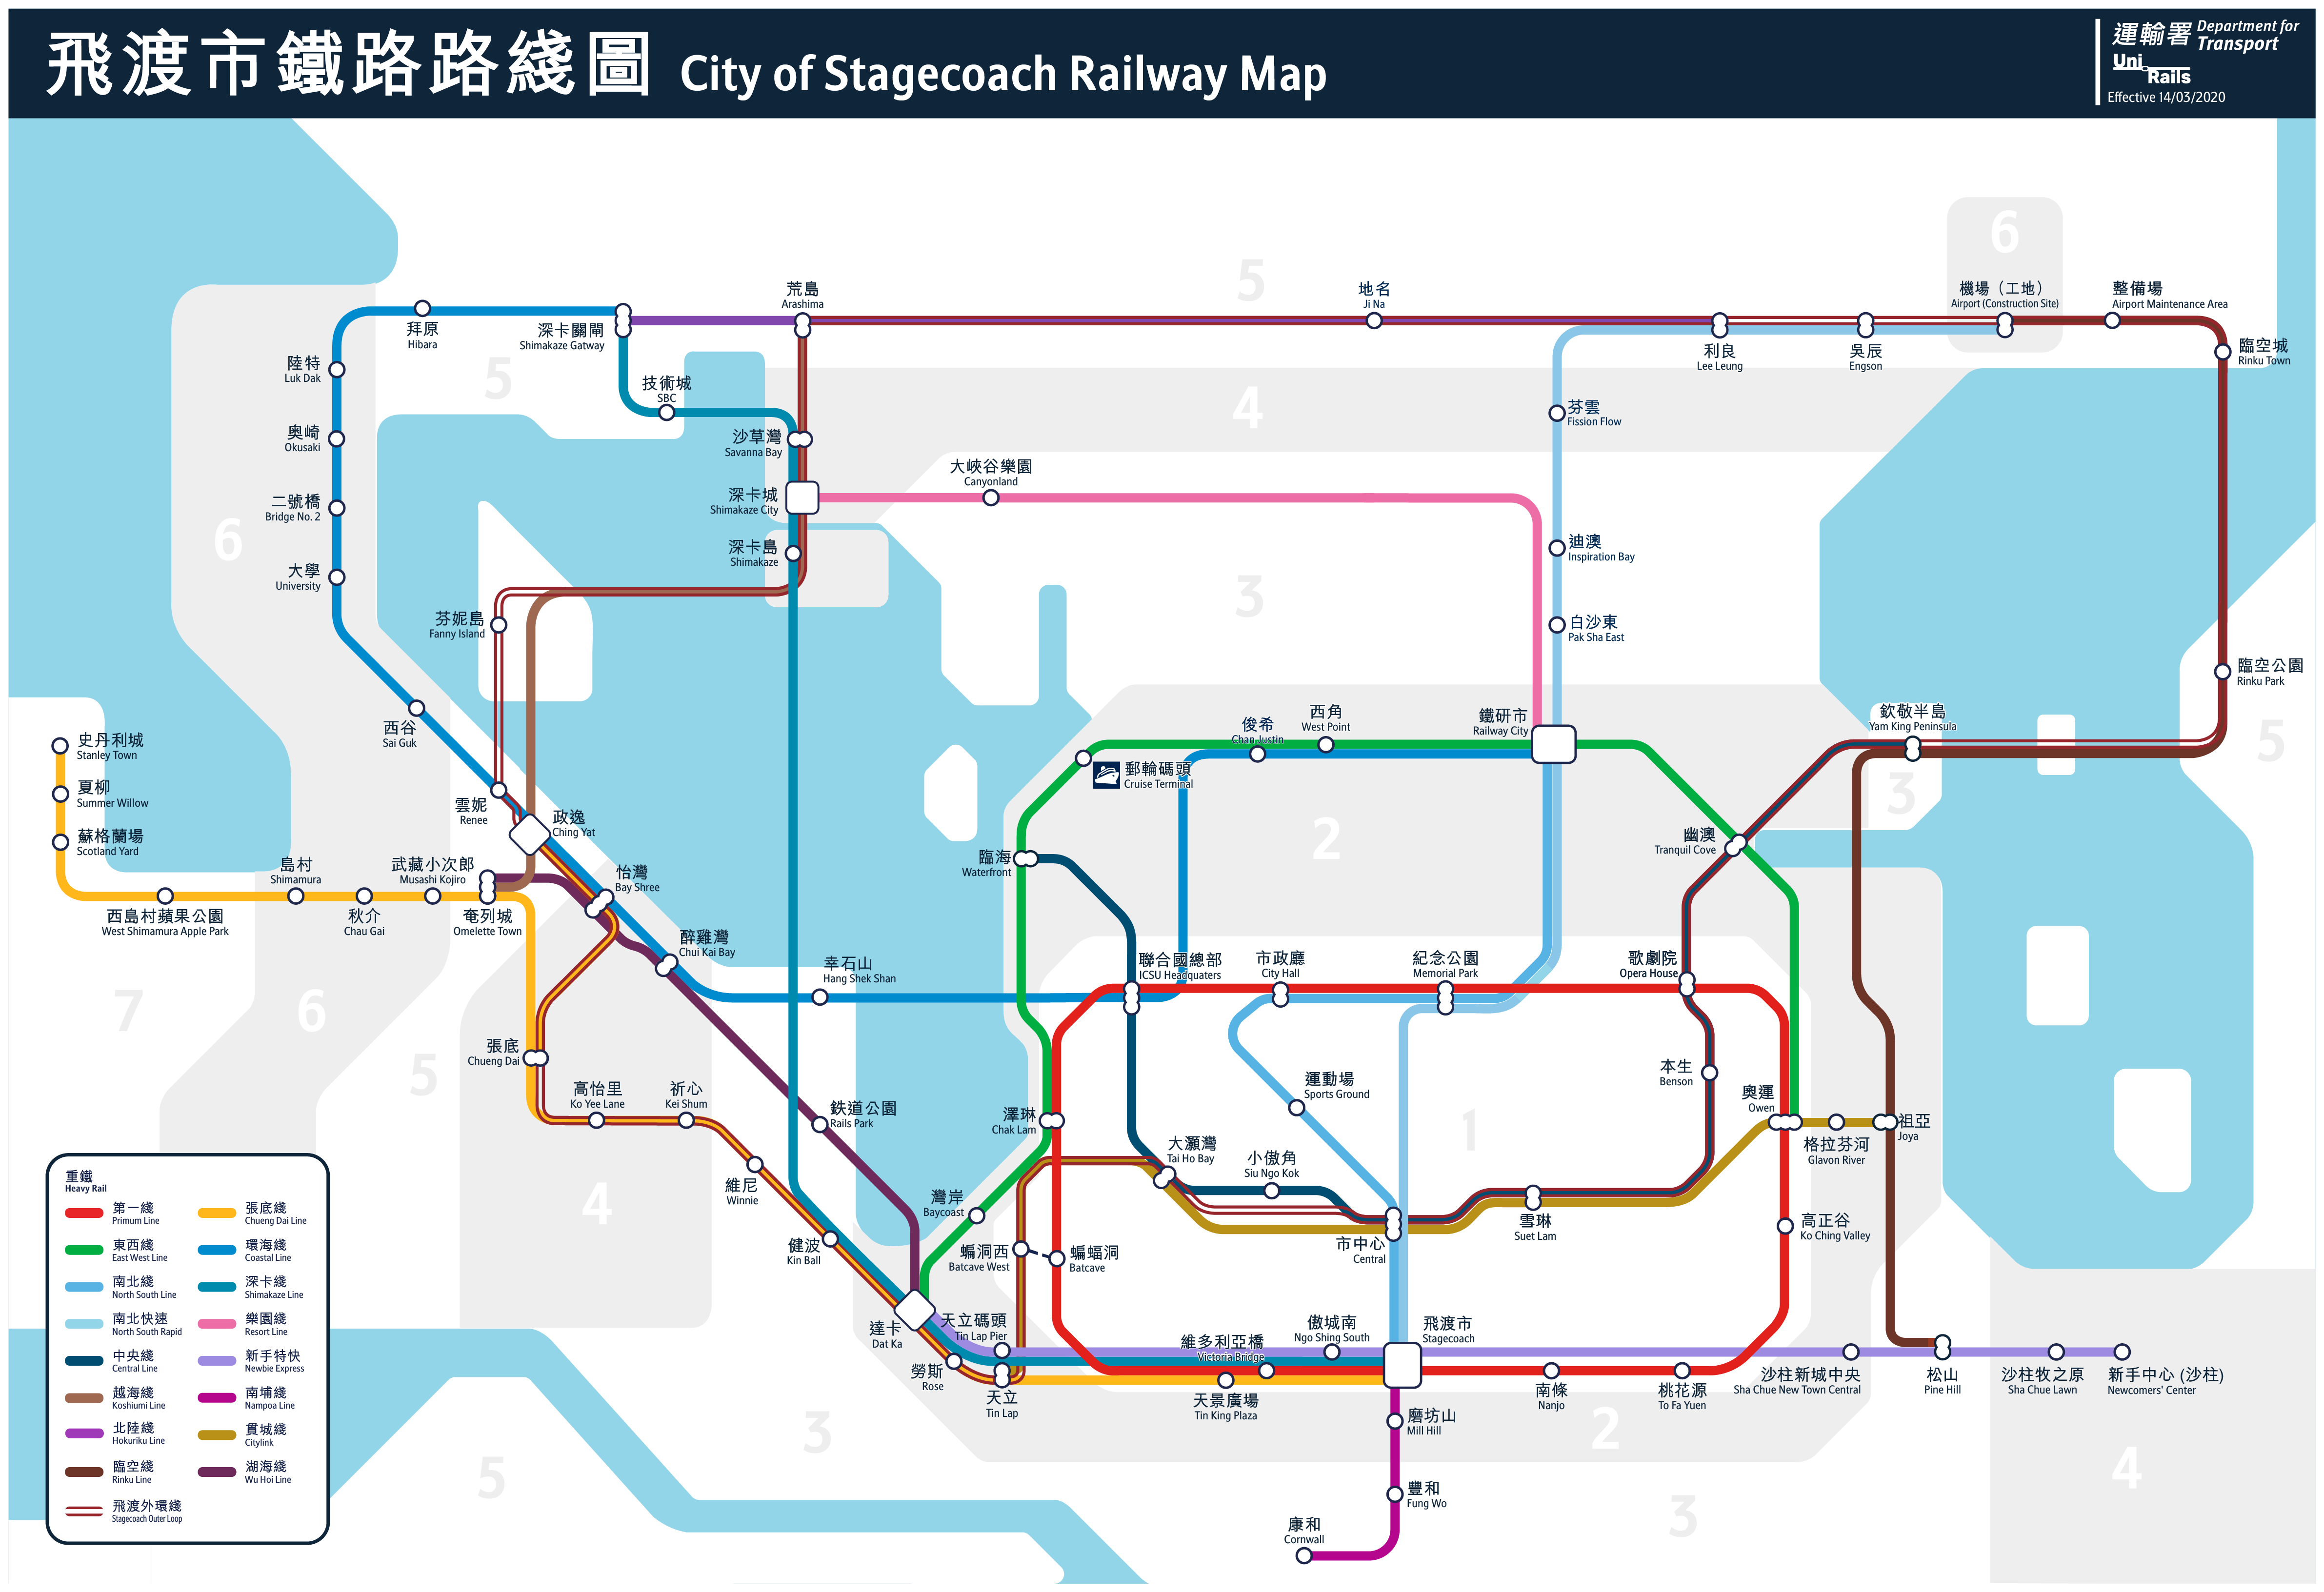 飛渡市鐵路路綫圖 City of Stagecoach Railway Map
運輸署 Department for Transport
Uni Rails
Effective 14/03/2020
5
6
荒島
Arashima
地名
Ji Na
機場（工地）
Airport (Construction Site)
整備場
Airport Maintenance Area
拜原
Hibara
深卡關閘
Shimakaze Gatway
利良
Lee Leung
吳辰
Engson
臨空城
Rinku Town
陸特
Luk Dak
5
技術城
SBC
4
芬雲
Fission Flow
奧崎
Okusaki
沙草灣
Savanna Bay
大峽谷樂園
Canyonland
二號橋
Bridge No. 2
深卡城
Shimakaze City
6
深卡島
Shimakaze
迪澳
Inspiration Bay
大學
University
3
芬妮島
Fanny Island
白沙東
Pak Sha East
臨空公園
Rinku Park
西谷
Sai Guk
史丹利城
Stanley Town
俊希
Chan Justin
西角
West Point
鐵研市
Railway City
欽敬半島
Yam King Peninsula
5
郵輪碼頭
Cruise Terminal
夏柳
Summer Willow
雲妮
Renee
政逸
Ching Yat
3
蘇格蘭場
Scotland Yard
2
幽澳
Tranquil Cove
島村
Shimamura
武藏小次郎
Musashi Kojiro
怡灣
Bay Shree
臨海
Waterfront
西島村蘋果公園
West Shimamura Apple Park
秋介
Chau Gai
奄列城
Omelette Town
醉雞灣
Chui Kai Bay
幸石山
Hang Shek Shan
聯合國總部
ICSU Headquaters
市政廳
City Hall
紀念公園
Memorial Park
歌劇院
Opera House
7
6
5
張底
Chueng Dai
本生
Benson
高怡里
Ko Yee Lane
祈心
Kei Shum
鉄道公園
Rails Park
澤琳
Chak Lam
運動場
Sports Ground
1
奧運
Owen
格拉芬河
Glavon River
祖亞
Joya
大灝灣
Tai Ho Bay
小傲角
Siu Ngo Kok
維尼
Winnie
4
灣岸
Baycoast
雪琳
Suet Lam
高正谷
Ko Ching Valley
健波
Kin Ball
蝙洞西
Batcave West
蝙蝠洞
Batcave
市中心
Central
達卡
Dat Ka
天立碼頭
Tin Lap Pier
維多利亞橋
Victoria Bridge
傲城南
Ngo Shing South
飛渡市
Stagecoach
勞斯
Rose
天立
Tin Lap
天景廣場
Tin King Plaza
南條
Nanjo
桃花源
To Fa Yuen
沙柱新城中央
Sha Chue New Town Central
松山
Pine Hill
沙柱牧之原
Sha Chue Lawn
新手中心 (沙柱)
Newcomers' Center
磨坊山
Mill Hill
3
2
4
5
豐和
Fung Wo
3
康和
Cornwall
重鐵
Heavy Rail
第一綫
Primum Line
張底綫
Chueng Dai Line
東西綫
East West Line
環海綫
Coastal Line
南北綫
North South Line
深卡綫
Shimakaze Line
南北快速
North South Rapid
樂園綫
Resort Line
中央綫
Central Line
新手特快
Newbie Express
越海綫
Koshiumi Line
南埔綫
Nampoa Line
北陸綫
Hokuriku Line
貫城綫
Citylink
臨空綫
Rinku Line
湖海綫
Wu Hoi Line
飛渡外環綫
Stagecoach Outer Loop